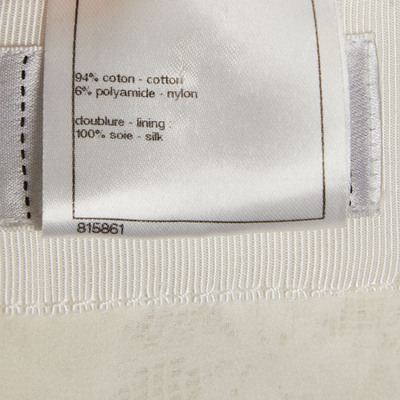 94% coton - cotton
6% polyamide - nylon
doublure - lining :
100% soie - silk
815861